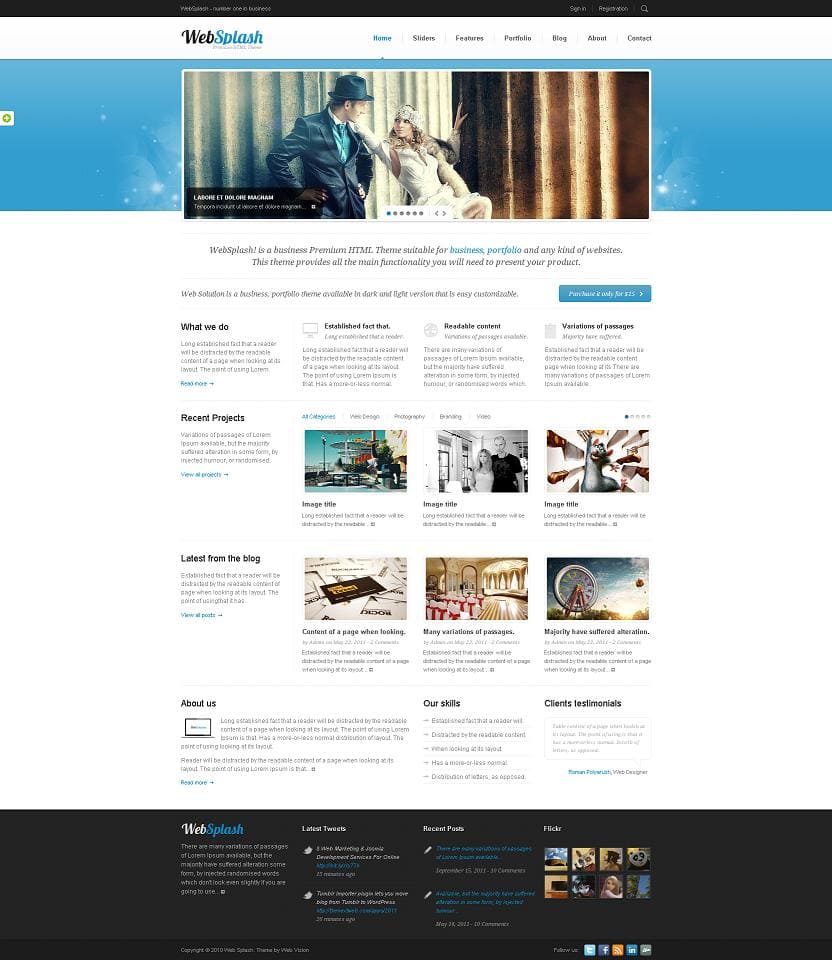 WebSplash - number one in business
Sign in
Registration
WebSplash
Premium HTML Theme
Home
Sliders
Features
Portfolio
Blog
About
Contact
LABORE ET DOLORE MAGNAM
Tempora incidunt ut labore et dolore magnam...
WebSplash! is a business Premium HTML Theme suitable for business, portfolio and any kind of websites.
This theme provides all the main functionality you will need to present your product.
Web Solution is a business, portfolio theme available in dark and light version that is easy customizable.
Purchase it only for $15
What we do
Long established fact that a reader
will be distracted by the readable
content of a page when looking at its
layout. The point of using Lorem.
Read more →
Established fact that.
Long established that a reader.
Long established fact that a reader
will be distracted by the readable
content of a page when looking at its
layout. The point of using Lorem Ipsum is
that. Has a more-or-less normal.
Readable content
Variations of passages available.
There are many variations of
passages of Lorem Ipsum available,
but the majority have suffered
alteration in some form, by injected
humour, or randomised words which.
Variations of passages
Majority have suffered.
Established fact that a reader will be
distracted by the readable content of
a page when looking at its There are
many variations of passages of Lorem
Ipsum available
Recent Projects
Variations of passages of Lorem
Ipsum available, but the majority
suffered alteration in some form, by
injected humour, or randomised.
View all projects →
All Categories
Web Design
Photography
Branding
Video
Image title
Long established fact that a reader will be
distracted by the readable...
Image title
Long established fact that a reader will be
distracted by the readable...
Image title
Long established fact that a reader will be
distracted by the readable...
Latest from the blog
Established fact that a reader will be
distracted by the readable content of
page when looking at its layout. The
point of usingthat it has.
View all posts →
Content of a page when looking.
by Admin on May 22, 2011 - 2 Comments
Established fact that a reader will be
distracted by the readable content of a page
when looking at its layout...
Many variations of passages.
by Admin on May 22, 2011 - 2 Comments
Established fact that a reader will be
distracted by the readable content of a page
when looking at its layout...
Majority have suffered alteration.
by Admin on May 22, 2011 - 2 Comments
Established fact that a reader will be
distracted by the readable content of a page
when looking at its layout...
About us
Long established fact that a reader will be distracted by the readable
content of a page when looking at its layout. The point of using Lorem
Ipsum is that. Has a more-or-less normal distribution of layout. The
point of using Lorem Ipsum is that looking at its layout.
Reader will be distracted by the readable content of a page when looking at its
layout. The point of using Lorem Ipsum is that...
Read more →
Our skills
Established fact that a reader will.
Distracted by the readable content.
When looking at its layout.
Has a more-or-less normal.
Distribution of letters, as opposed.
Clients testimonials
Table content of a page when lookin at
its layout. The point of using is that it
has a more-or-less normal. tworth of
letters, as opposed.
Roman Polyarush, Web Designer
WebSplash
There are many variations of passages
of Lorem Ipsum available, but the
majority have suffered alteration some
form, by injected randomised words
which don't look even slightly if you are
going to use...
Latest Tweets
8 Web Marketing & Joomla
Development Services For Online
15 minutes ago
Tumblr Importer plugin lets you move
blog from Tumblr to WordPress
26 minutes ago
Recent Posts
There are many variations of passages
of Lorem Ipsum available...
September 15, 2011 - 10 Comments
Available, but the majority have suffered
alteration in some form, by injected
humour...
May 18, 2011 - 10 Comments
Flickr
Copyright © 2010 Web Splash. Theme by Web Vision
Follow us: